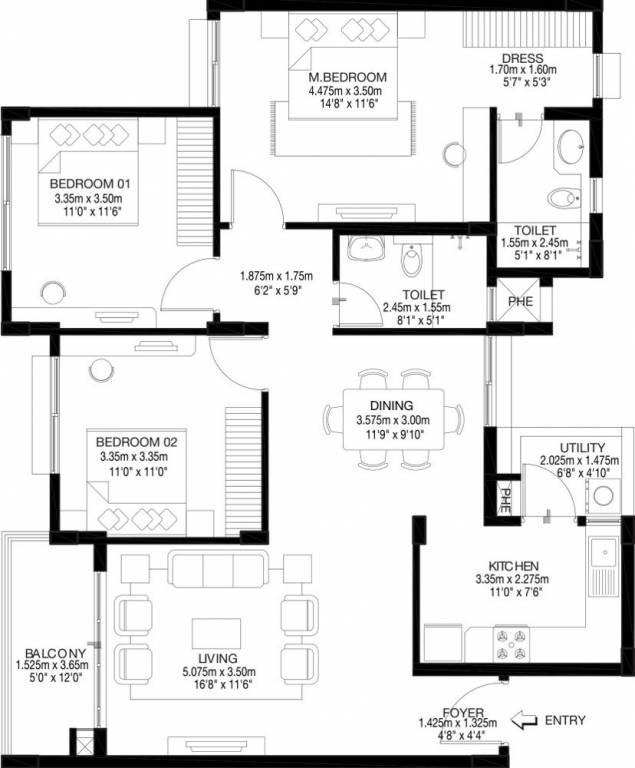 M.BEDROOM
4.475m x 3.50m
14'8" x 11'6"
DRESS
1.70m x 1.60m
5'7" x 5'3"
BEDROOM 01
3.35m x 3.50m
11'0" x 11'6"
TOILET
1.55m x 2.45m
5'1" x 8'1"
1.875m x 1.75m
6'2" x 5'9"
TOILET
2.45m x 1.55m
8'1" x 5'1"
PHE
DINING
3.575m x 3.00m
11'9" x 9'10"
BEDROOM 02
3.35m x 3.35m
11'0" x 11'0"
UTILITY
2.025m x 1.475m
6'8" x 4'10"
PHE
KITCHEN
3.35m x 2.275m
11'0" x 7'6"
BALCONY
1.525m x 3.65m
5'0" x 12'0"
LIVING
5.075m x 3.50m
16'8" x 11'6"
FOYER
1.425m x 1.325m
4'8" x 4'4"
ENTRY